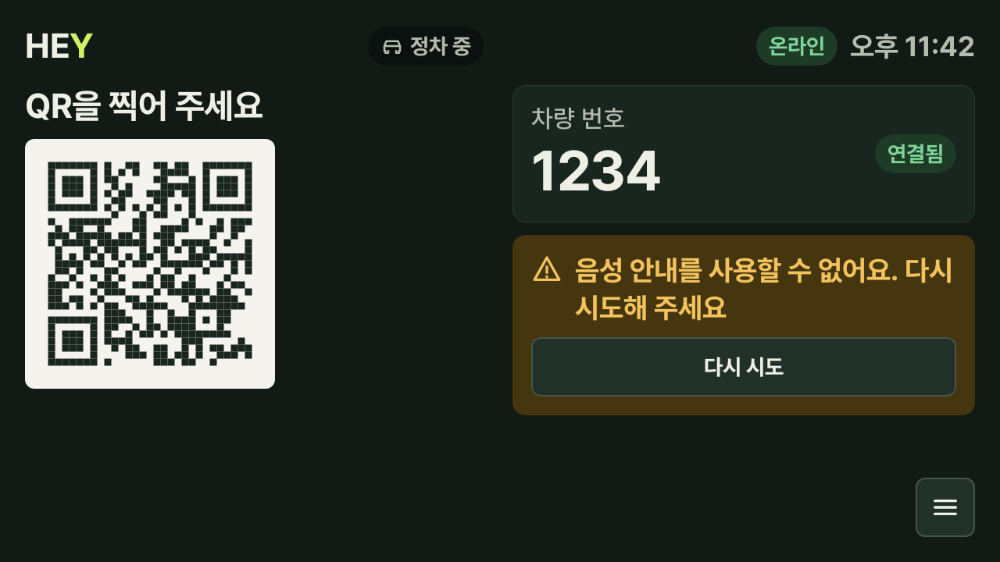 HEY
정차 중
온라인
오후 11:42
QR을 찍어 주세요
차량 번호
1234
연결됨
음성 안내를 사용할 수 없어요. 다시
시도해 주세요
다시 시도